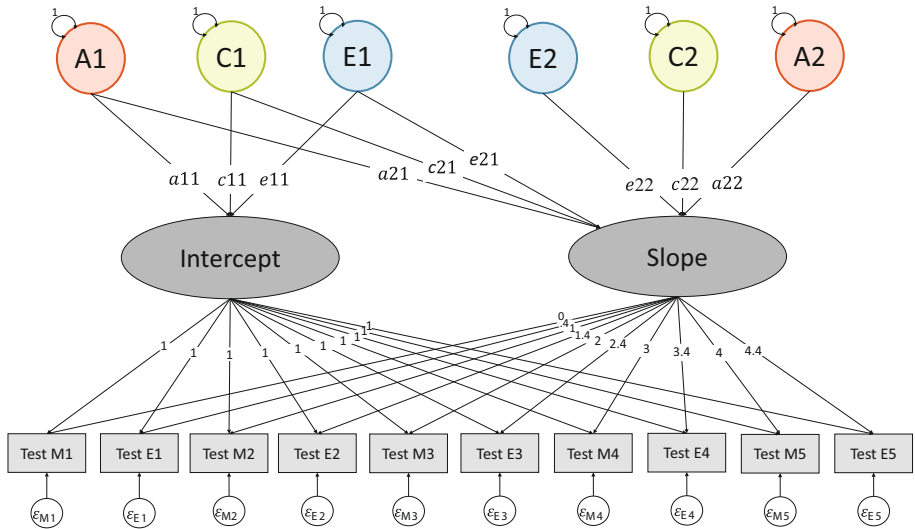 1 1 1 1 1 1
A1 C1 E1 E2 C2 A2
a11 c11 e11 a21 c21 e21 e22 c22 a22
Intercept Slope
1 1 1 1 1 1 1 1 1 1
0 .4 1 1.4 2 2.4 3 3.4 4 4.4
Test M1 Test E1 Test M2 Test E2 Test M3 Test E3 Test M4 Test E4 Test M5 Test E5
εM1 εE1 εM2 εE2 εM3 εE3 εM4 εE4 εM5 εE5